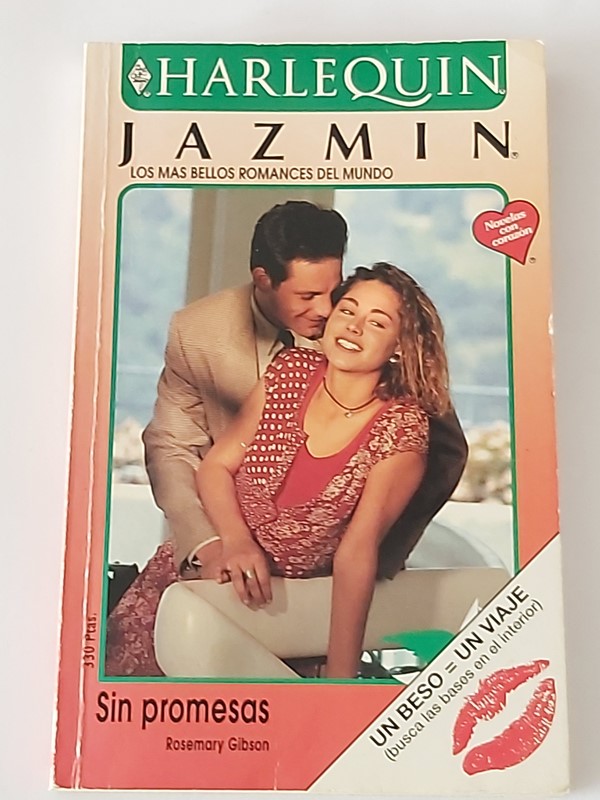 HARLEQUIN®
JAZMIN®
LOS MAS BELLOS ROMANCES DEL MUNDO
Novelas
con
corazón
®
330 Ptas.
UN BESO = UN VIAJE
(busca las bases en el interior)
Sin promesas
Rosemary Gibson